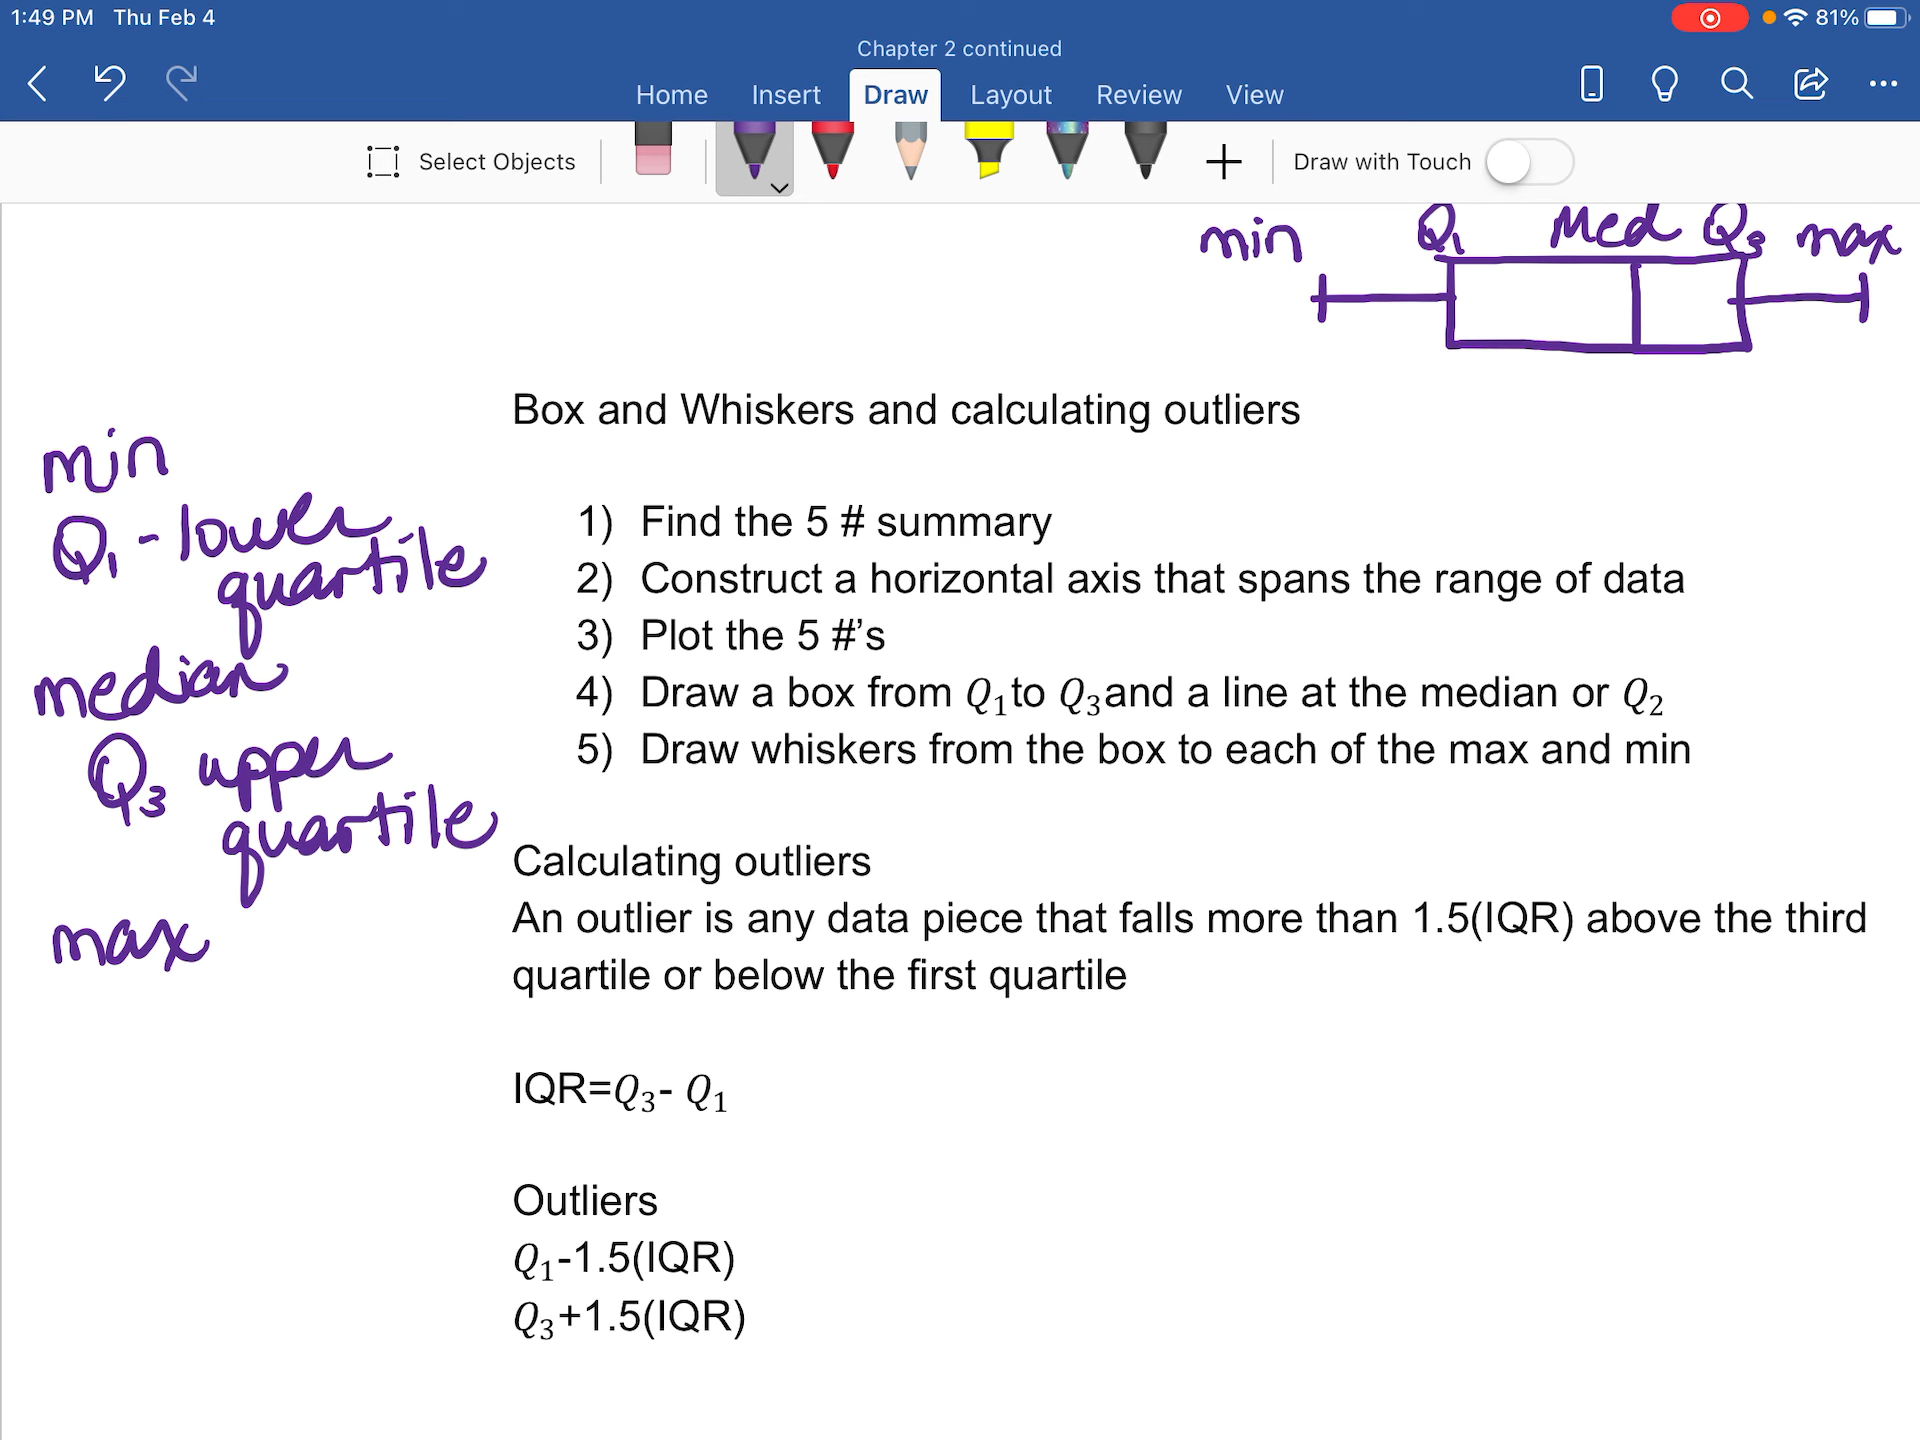 1:49 PM Thu Feb 4
81%
Chapter 2 continued
Home Insert Draw Layout Review View
Select Objects
Draw with Touch
min Q1 Med Q3 max
Box and Whiskers and calculating outliers
min
Q1 - lower
quartile
median
Q3 upper
quartile
max
1) Find the 5 # summary
2) Construct a horizontal axis that spans the range of data
3) Plot the 5 #’s
4) Draw a box from Q1to Q3and a line at the median or Q2
5) Draw whiskers from the box to each of the max and min
Calculating outliers
An outlier is any data piece that falls more than 1.5(IQR) above the third
quartile or below the first quartile
IQR=Q3- Q1
Outliers
Q1-1.5(IQR)
Q3+1.5(IQR)